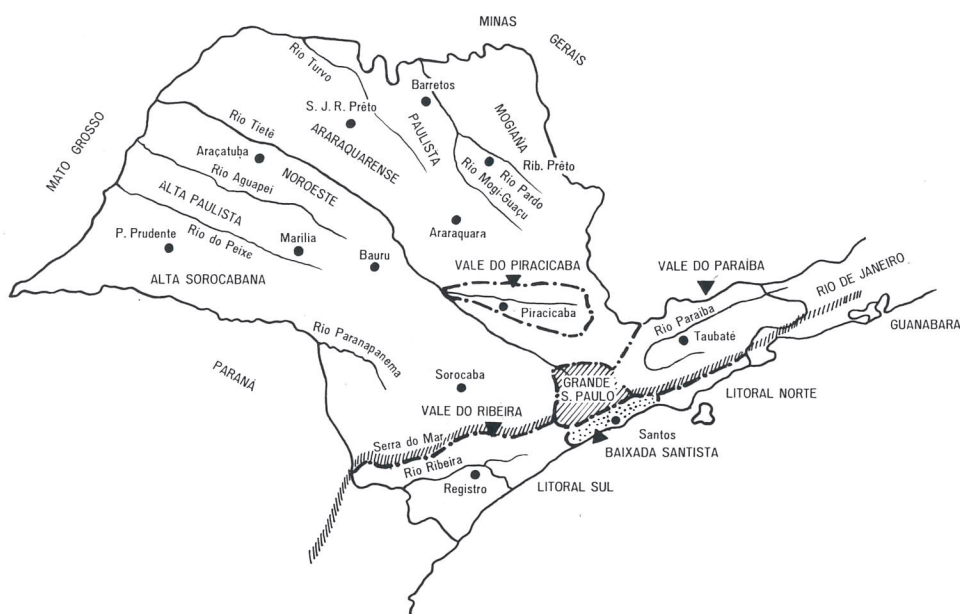 MINAS
GERAIS
MATO GROSSO
Rio Turvo
Barretos
S. J. R. Prêto
PAULISTA
MOGIANA
Rio Tietê
ARARAQUARENSE
Rib. Prêto
Rio Pardo
Rio Mogi-Guaçu
Araçatuba
NOROESTE
Rio Aguapei
ALTA PAULISTA
Rio do Peixe
P. Prudente
Marilia
Bauru
Araraquara
ALTA SOROCABANA
VALE DO PIRACICABA
Piracicaba
VALE DO PARAÍBA
RIO DE JANEIRO
Rio Paraiba
Taubaté
GUANABARA
Rio Paranapanema
PARANÁ
Sorocaba
GRANDE
S. PAULO
LITORAL NORTE
VALE DO RIBEIRA
Serra do Mar
Santos
BAIXADA SANTISTA
Rio Ribeira
Registro
LITORAL SUL